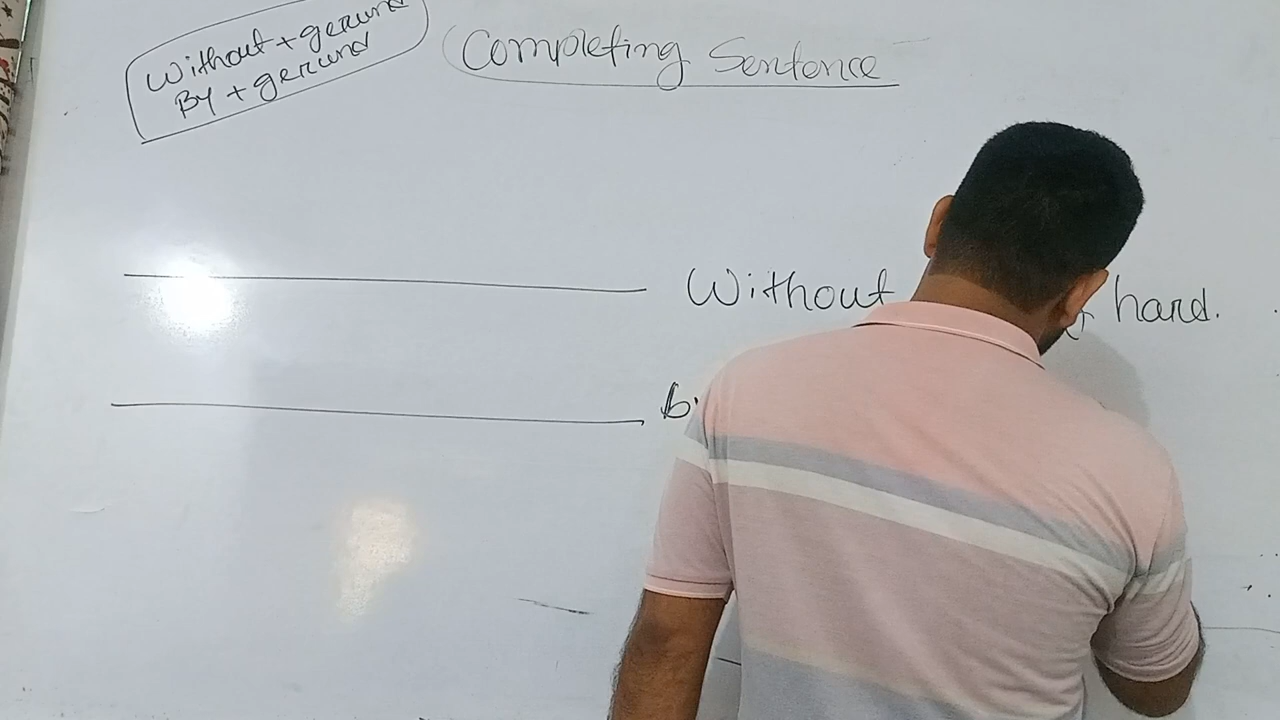 Without + gerund
By + gerund
Completing Sentence
Without hard.